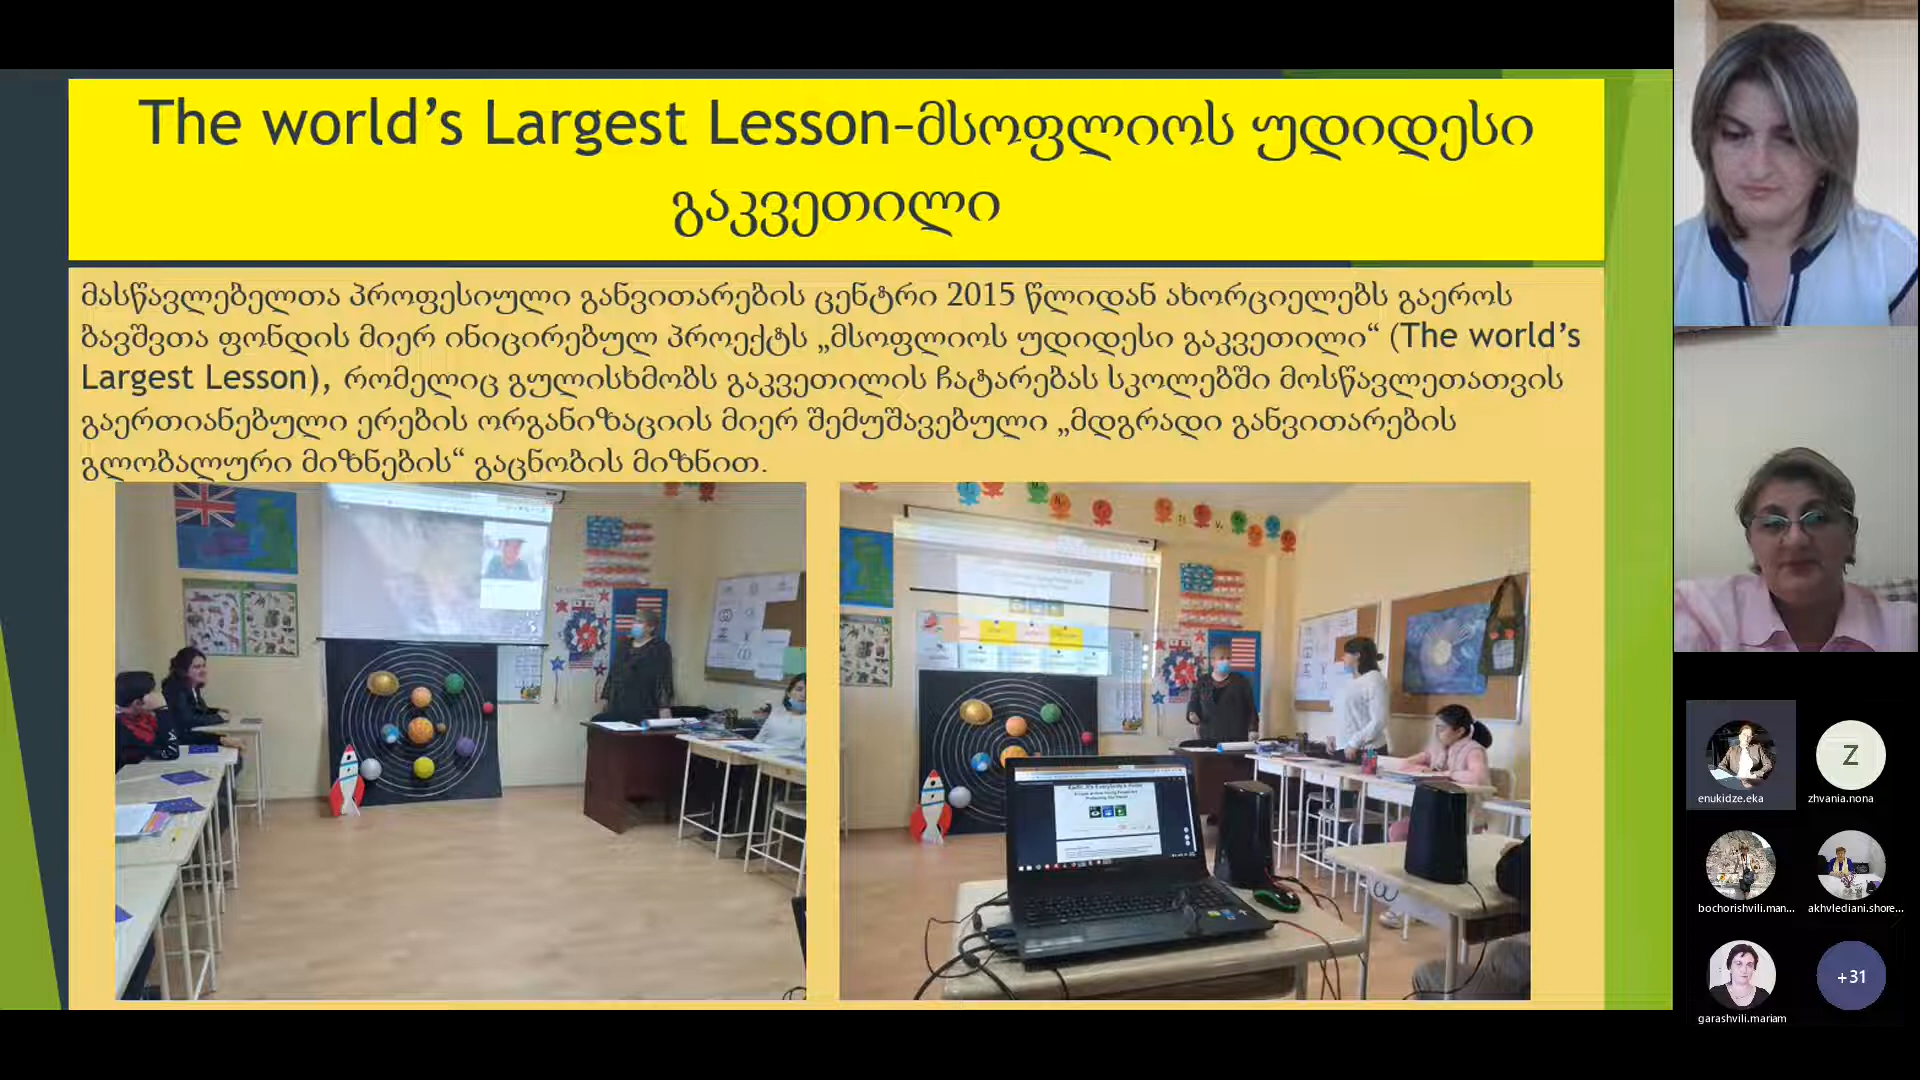 The world’s Largest Lesson-მსოფლიოს უდიდესი
გაკვეთილი
მასწავლებელთა პროფესიული განვითარების ცენტრი 2015 წლიდან ახორციელებს გაეროს
ბავშვთა ფონდის მიერ ინიცირებულ პროექტს „მსოფლიოს უდიდესი გაკვეთილი“ (The world’s
Largest Lesson), რომელიც გულისხმობს გაკვეთილის ჩატარებას სკოლებში მოსწავლეთათვის
გაერთიანებული ერების ორგანიზაციის მიერ შემუშავებული „მდგრადი განვითარების
გლობალური მიზნების“ გაცნობის მიზნით.
enukidze.eka
Z
zhvania.nona
bochorishvili.man...
akhvlediani.shore...
garashvili.mariam
+31